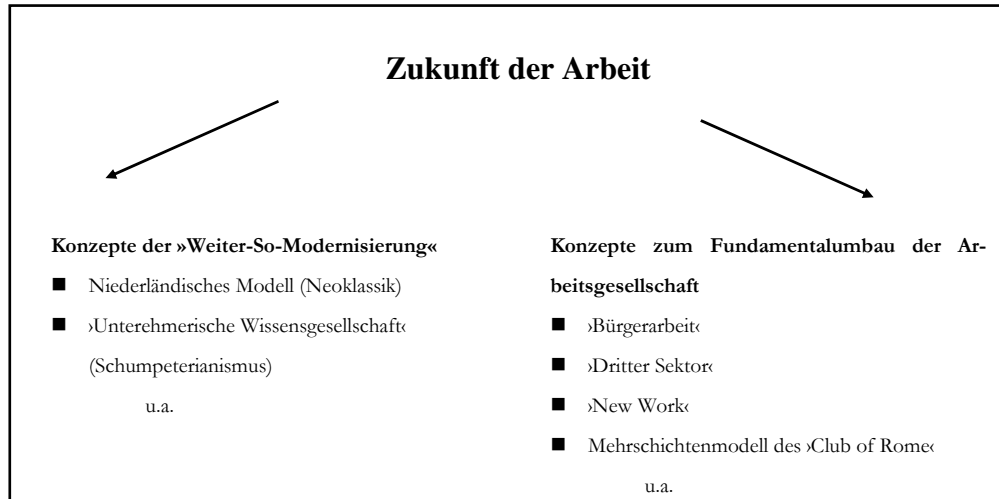 Zukunft der Arbeit
Konzepte der »Weiter-So-Modernisierung«
■ Niederländisches Modell (Neoklassik)
■ ›Unterehmerische Wissensgesellschaft‹
(Schumpeterianismus)
u.a.
Konzepte zum Fundamentalumbau der Ar-
beitsgesellschaft
■ ›Bürgerarbeit‹
■ ›Dritter Sektor‹
■ ›New Work‹
■ Mehrschichtenmodell des ›Club of Rome‹
u.a.